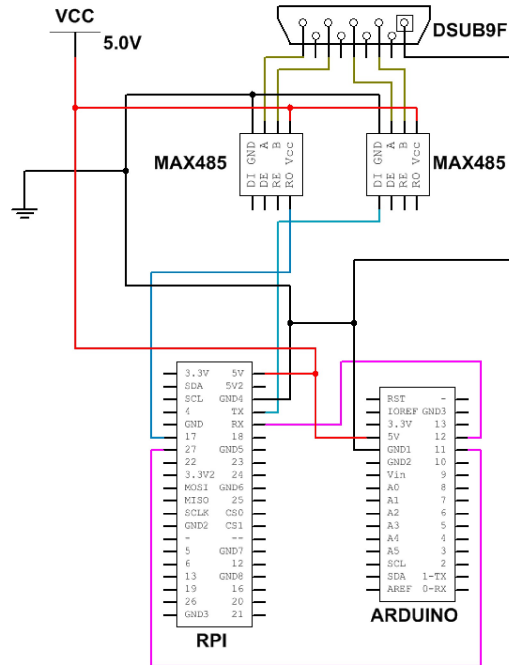 VCC
5.0V
DSUB9F
MAX485
GND A B Vcc
DI DE RE RO
GND A B Vcc
DI DE RE RO
MAX485
3.3V 5V
SDA 5V2
SCL GND4
4 TX
GND RX
17 18
27 GND5
22 23
3.3V2 24
MOSI GND6
MISO 25
SCLK CS0
GND2 CS1
- --
5 GND7
6 12
13 GND8
19 16
26 20
GND3 21
RPI
RST -
IOREF GND3
3.3V 13
5V 12
GND1 11
GND2 10
Vin 9
A0 8
A1 7
A2 6
A3 5
A4 4
A5 3
SCL 2
SDA 1-TX
AREF 0-RX
ARDUINO